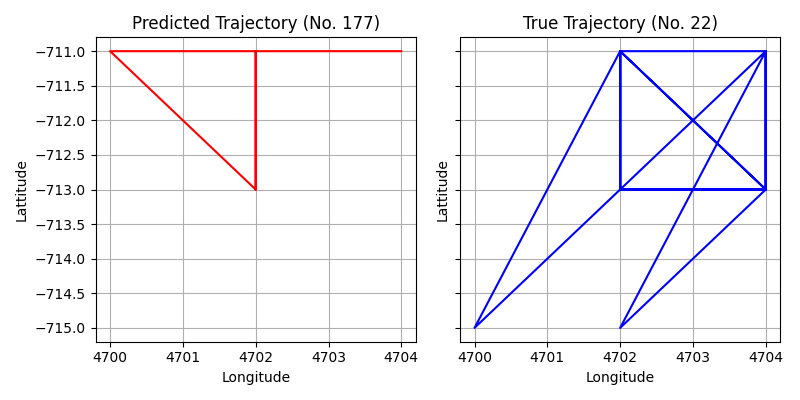 Predicted Trajectory (No. 177)
−711.0
−711.5
−712.0
−712.5
−713.0
−713.5
−714.0
−714.5
−715.0
Lattitude
4700 4701 4702 4703 4704
Longitude
True Trajectory (No. 22)
Lattitude
4700 4701 4702 4703 4704
Longitude